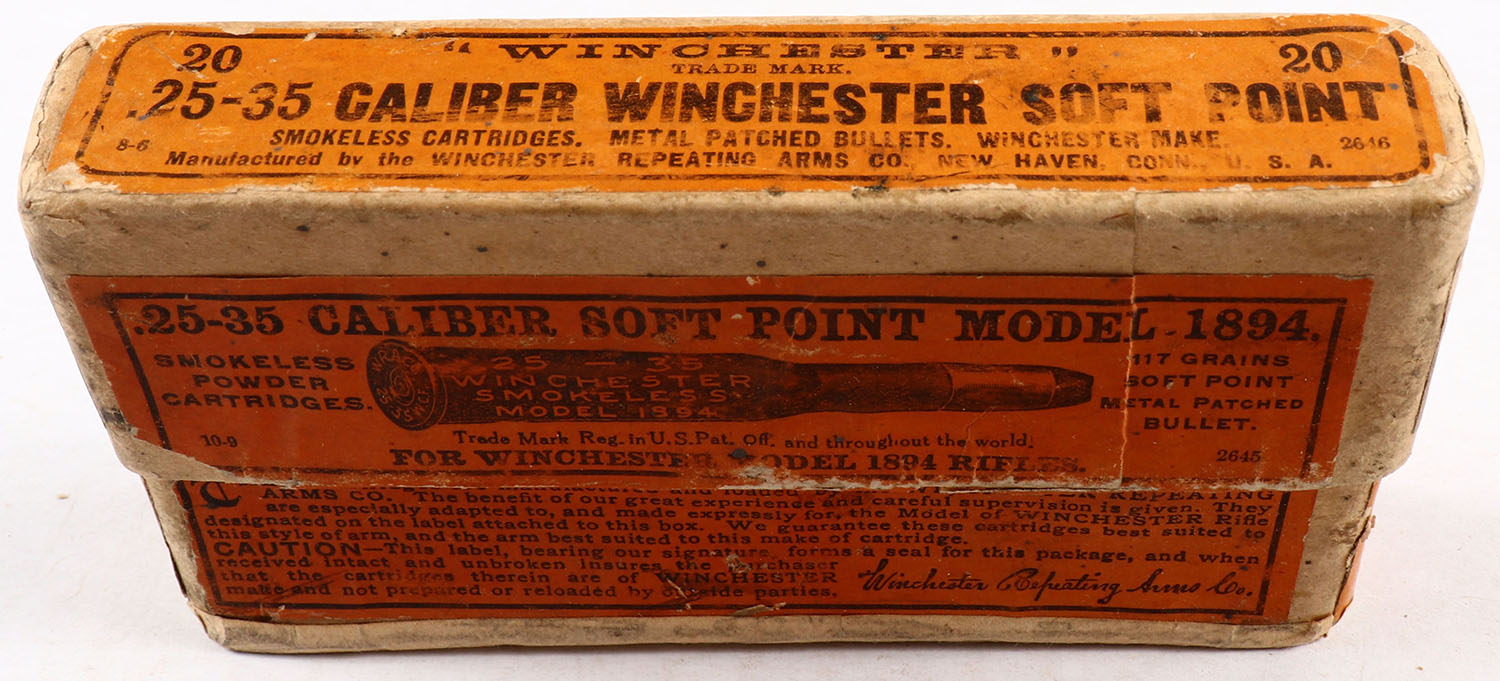 20 "WINCHESTER" 20
TRADE MARK.
.25-35 CALIBER WINCHESTER SOFT POINT
SMOKELESS CARTRIDGES. METAL PATCHED BULLETS. WINCHESTER MAKE.
8-6 2646
Manufactured by the WINCHESTER REPEATING ARMS CO., NEW HAVEN, CONN., U. S. A.
.25-35 CALIBER SOFT POINT MODEL 1894.
SMOKELESS
POWDER
CARTRIDGES.
25-35
WINCHESTER
SMOKELESS
MODEL 1894
117 GRAINS
SOFT POINT
METAL PATCHED
BULLET.
10-9
Trade Mark Reg. in U.S. Pat. Off. and throughout the world.
2645
FOR WINCHESTER MODEL 1894 RIFLES.
and loaded REPEATING
ARMS CO. The benefit of our great experience and careful supervision is given. They
are especially adapted to, and made expressly for, the Model of WINCHESTER Rifle
designated on the label attached to this box. We guarantee these cartridges best suited to
this style of arm, and the arm best suited to this make of cartridge.
CAUTION—This label, bearing our signature, forms a seal for this package, and when
received intact and unbroken insures the purchaser
that the cartridges therein are of WINCHESTER
make and not prepared or reloaded by outside parties.
Winchester Repeating Arms Co.